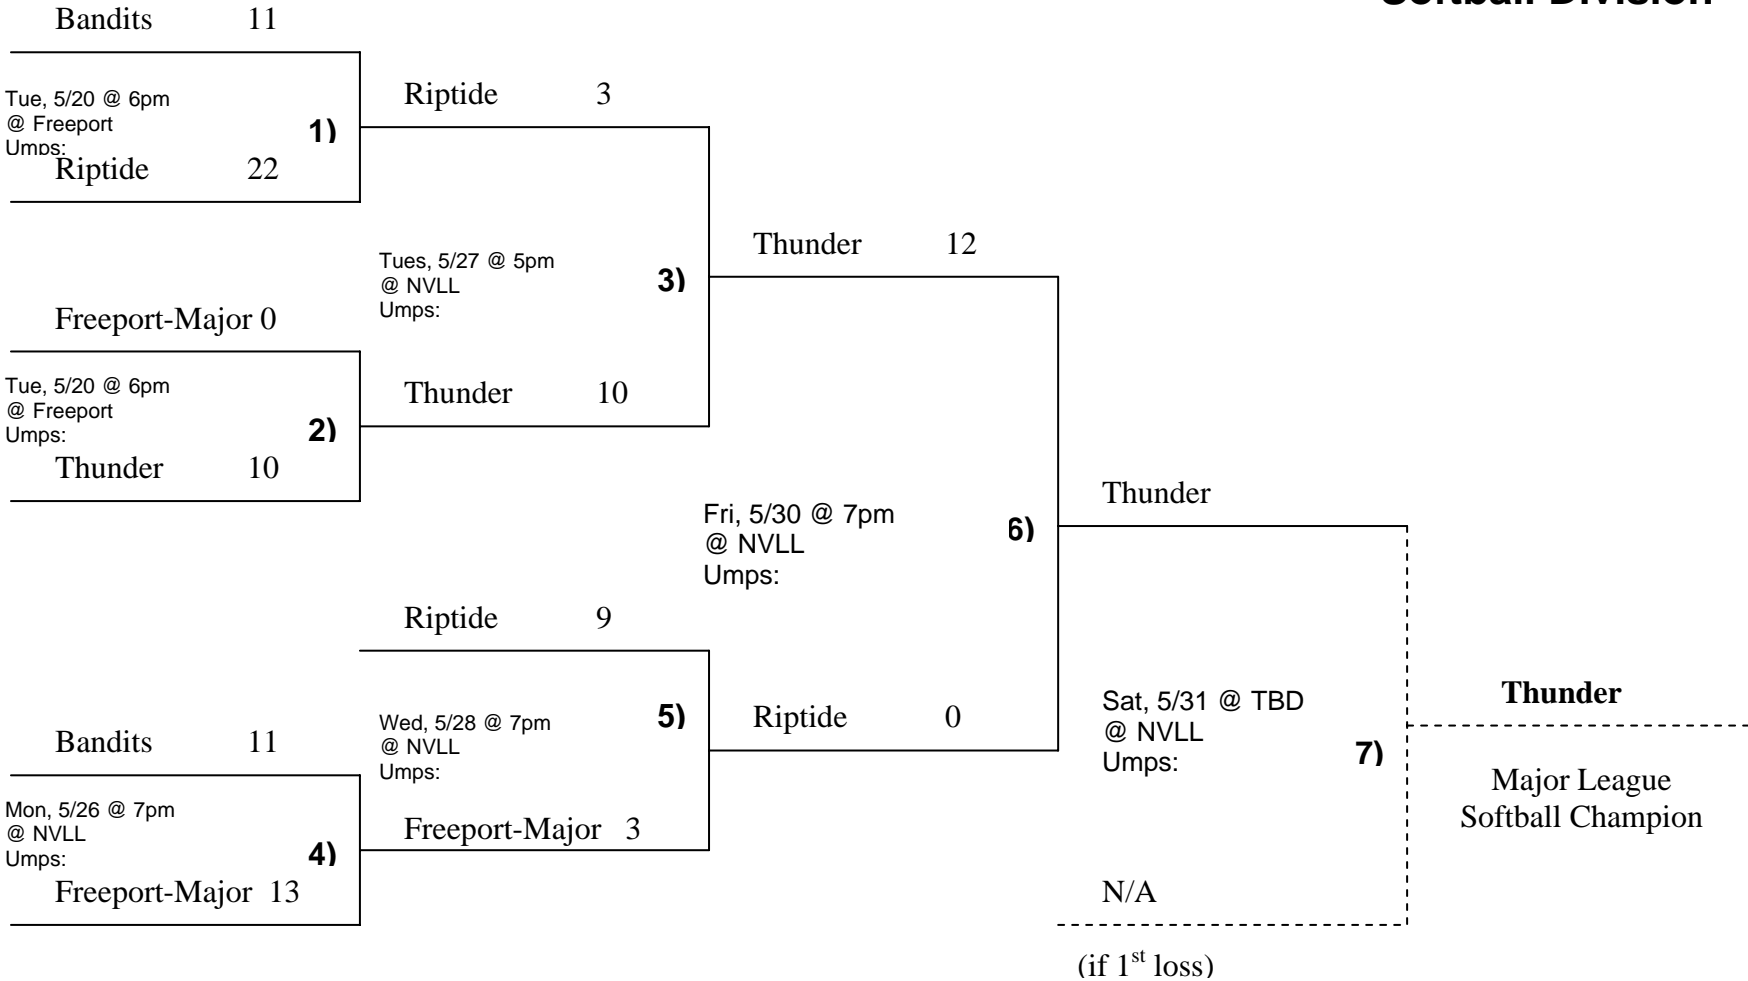 Softball Division
Bandits 11
Tue, 5/20 @ 6pm
@ Freeport
Umps:
1)
Riptide 22
Riptide 3
Freeport-Major 0
Tue, 5/20 @ 6pm
@ Freeport
Umps:
2)
Thunder 10
Tues, 5/27 @ 5pm
@ NVLL
Umps:
3)
Thunder 10
Thunder 12
Fri, 5/30 @ 7pm
@ NVLL
Umps:
6)
Thunder
Riptide 9
Wed, 5/28 @ 7pm
@ NVLL
Umps:
5)
Riptide 0
Bandits 11
Mon, 5/26 @ 7pm
@ NVLL
Umps:
4)
Freeport-Major 13
Freeport-Major 3
Sat, 5/31 @ TBD
@ NVLL
Umps:
7)
N/A
(if 1st loss)
Thunder
Major League
Softball Champion